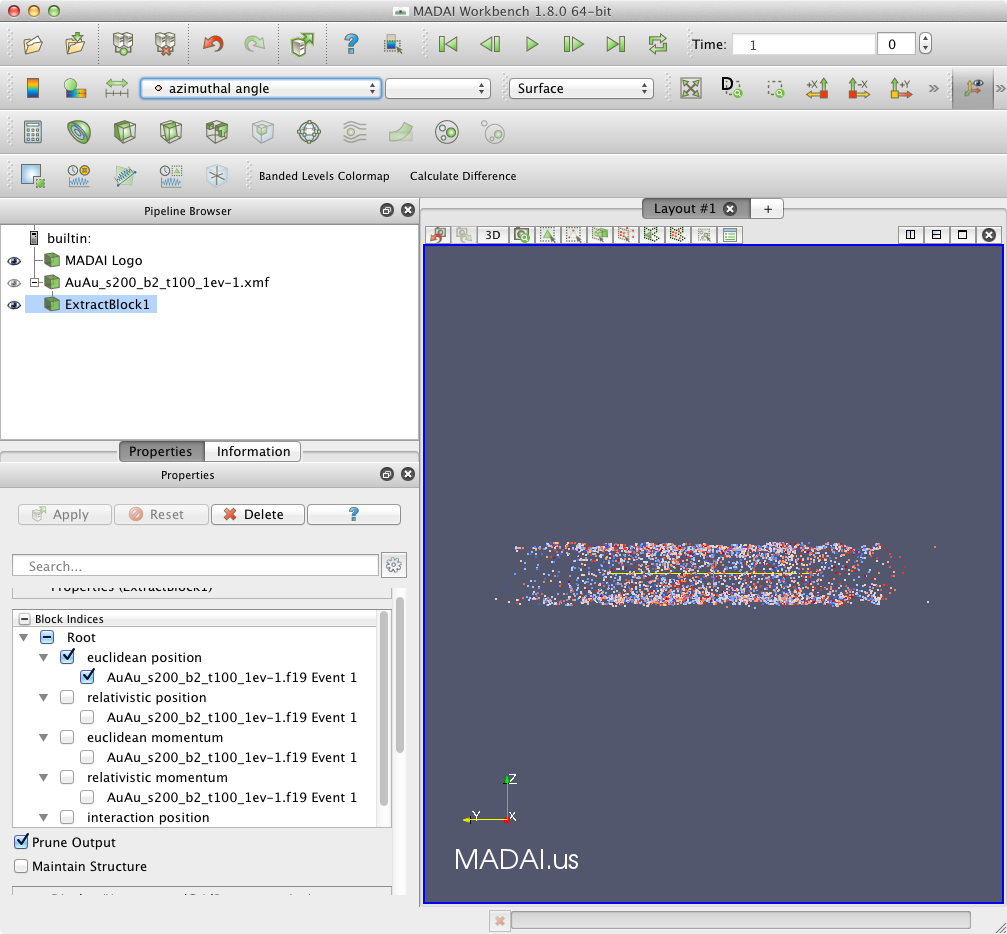 MADAI Workbench 1.8.0 64-bit
Time: 1 0
azimuthal angle Surface
D +X -X +Y » »
Banded Levels Colormap Calculate Difference
Pipeline Browser
builtin:
MADAI Logo
AuAu_s200_b2_t100_1ev-1.xmf
ExtractBlock1
Properties Information
Properties
Apply Reset Delete ?
Search...
Properties (ExtractBlock1)
Block Indices
Root
euclidean position
AuAu_s200_b2_t100_1ev-1.f19 Event 1
relativistic position
AuAu_s200_b2_t100_1ev-1.f19 Event 1
euclidean momentum
AuAu_s200_b2_t100_1ev-1.f19 Event 1
relativistic momentum
AuAu_s200_b2_t100_1ev-1.f19 Event 1
interaction position
Prune Output
Maintain Structure
Layout #1 +
3D
Z
Y X
MADAI.us